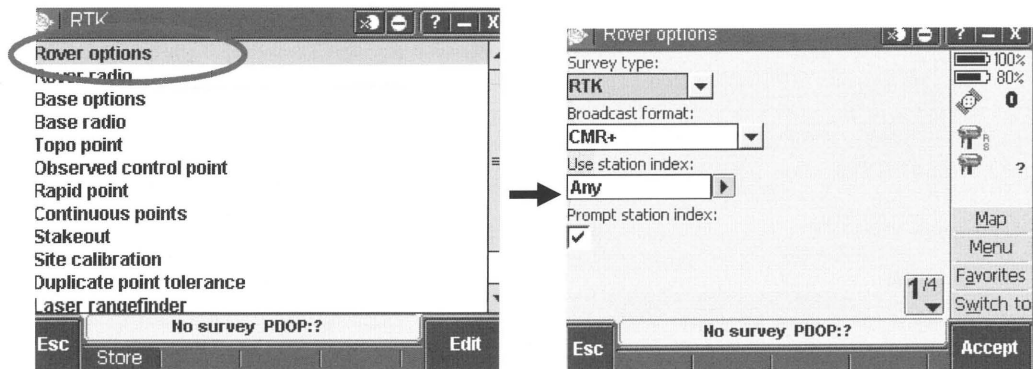 RTK
? – X
Rover options
Rover radio
Base options
Base radio
Topo point
Observed control point
Rapid point
Continuous points
Stakeout
Site calibration
Duplicate point tolerance
Laser rangefinder
No survey PDOP:?
Esc
Store
Edit
Rover options
? – X
Survey type:
RTK
Broadcast format:
CMR+
Use station index:
Any
Prompt station index:
1/4
No survey PDOP:?
Esc
100%
80%
0
R
S
?
Map
Menu
Favorites
Switch to
Accept